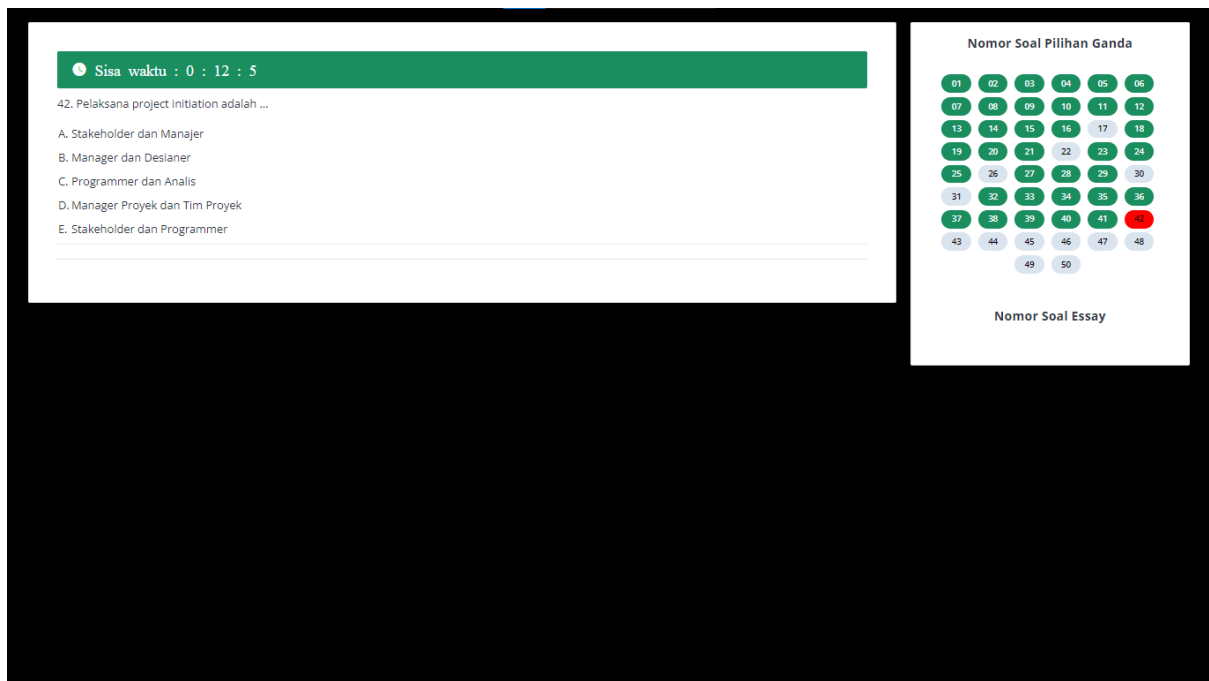 Sisa waktu : 0 : 12 : 5
42. Pelaksana project initiation adalah ...
A. Stakeholder dan Manajer
B. Manager dan Desianer
C. Programmer dan Analis
D. Manager Proyek dan Tim Proyek
E. Stakeholder dan Programmer
Nomor Soal Pilihan Ganda
01 02 03 04 05 06
07 08 09 10 11 12
13 14 15 16 17 18
19 20 21 22 23 24
25 26 27 28 29 30
31 32 33 34 35 36
37 38 39 40 41 42
43 44 45 46 47 48
49 50
Nomor Soal Essay